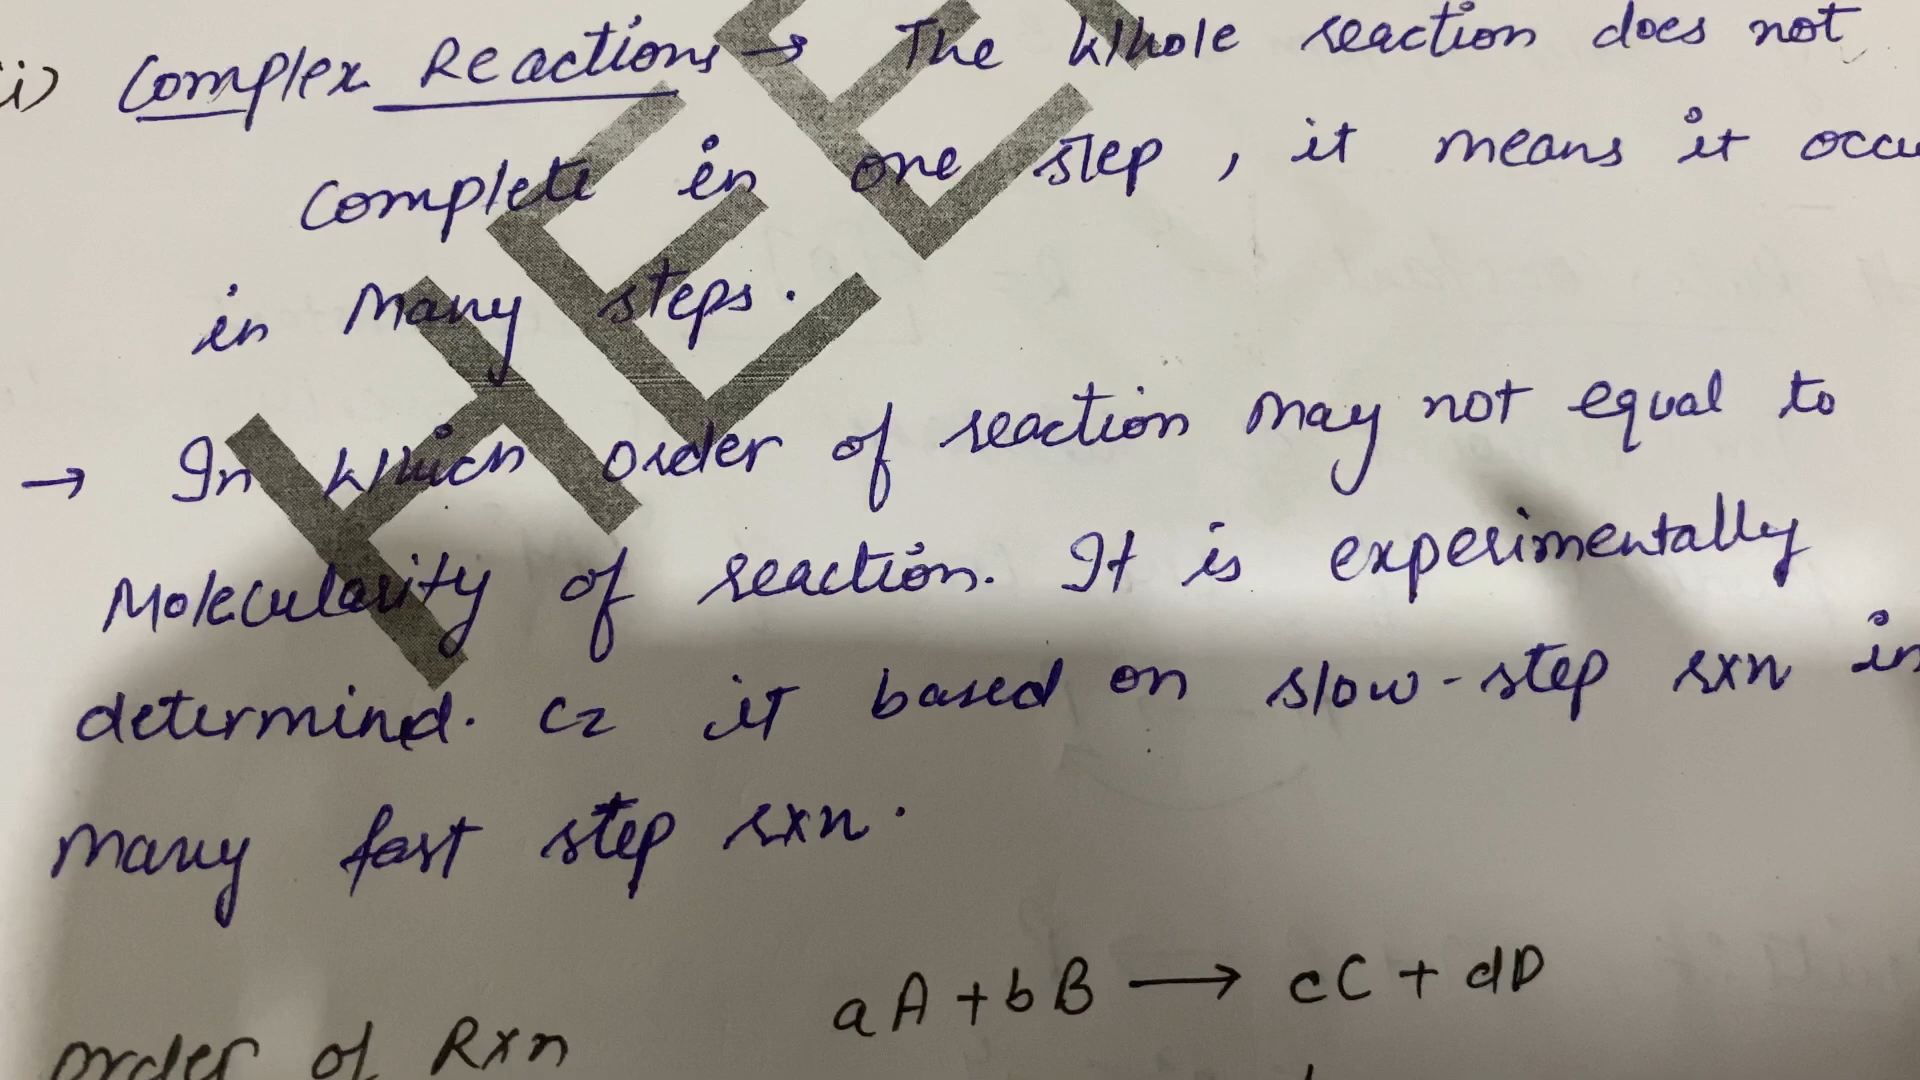 i) Complex Reactions → The Whole reaction does not
complete in one step, it means it occu
in Many steps.
→ In Which order of reaction may not equal to
Molecularity of reaction. It is experimentally
determind. Cz it based on slow-step rxn in
many fast step rxn.
aA + bB → cC + dD
order of Rxn